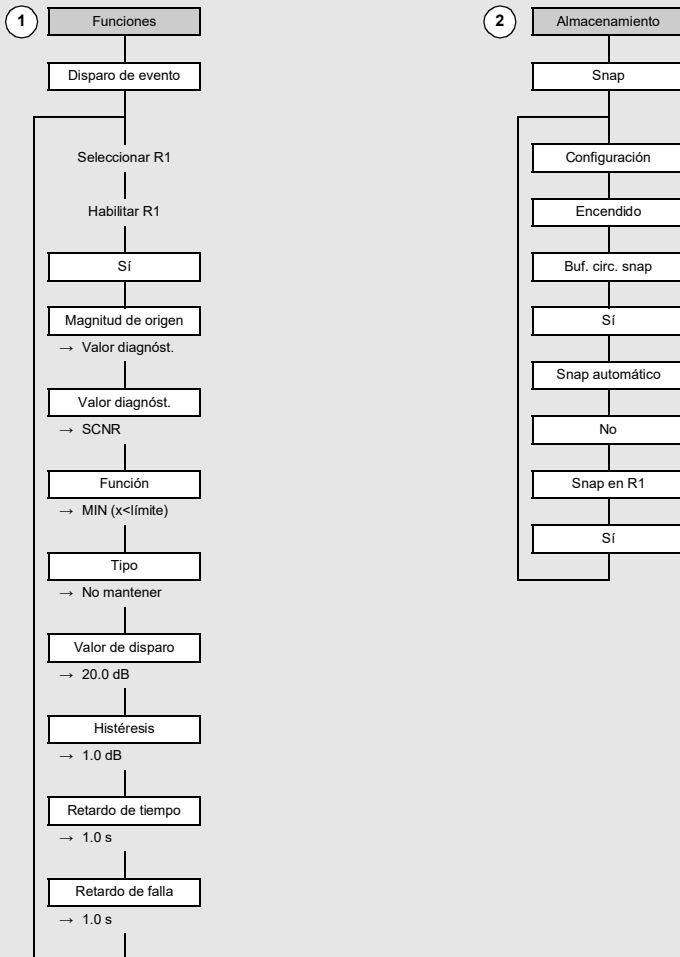 1
Funciones
Disparo de evento
Seleccionar R1
Habilitar R1
Sí
Magnitud de origen
→ Valor diagnóst.
Valor diagnóst.
→ SCNR
Función
→ MIN (x<límite)
Tipo
→ No mantener
Valor de disparo
→ 20.0 dB
Histéresis
→ 1.0 dB
Retardo de tiempo
→ 1.0 s
Retardo de falla
→ 1.0 s
2
Almacenamiento
Snap
Configuración
Encendido
Buf. circ. snap
Sí
Snap automático
No
Snap en R1
Sí